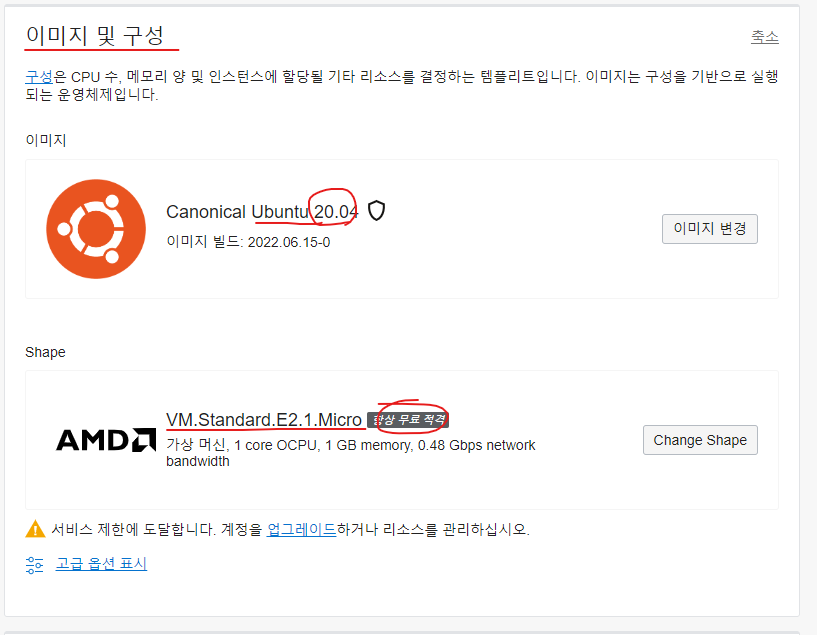 이미지 및 구성
축소
구성은 CPU 수, 메모리 양 및 인스턴스에 할당될 기타 리소스를 결정하는 템플리트입니다. 이미지는 구성을 기반으로 실행
되는 운영체제입니다.
이미지
Canonical Ubuntu 20.04
이미지 빌드: 2022.06.15-0
이미지 변경
Shape
AMD
VM.Standard.E2.1.Micro 항상 무료 적격
가상 머신, 1 core OCPU, 1 GB memory, 0.48 Gbps network
bandwidth
Change Shape
서비스 제한에 도달합니다. 계정을 업그레이드하거나 리소스를 관리하십시오.
고급 옵션 표시